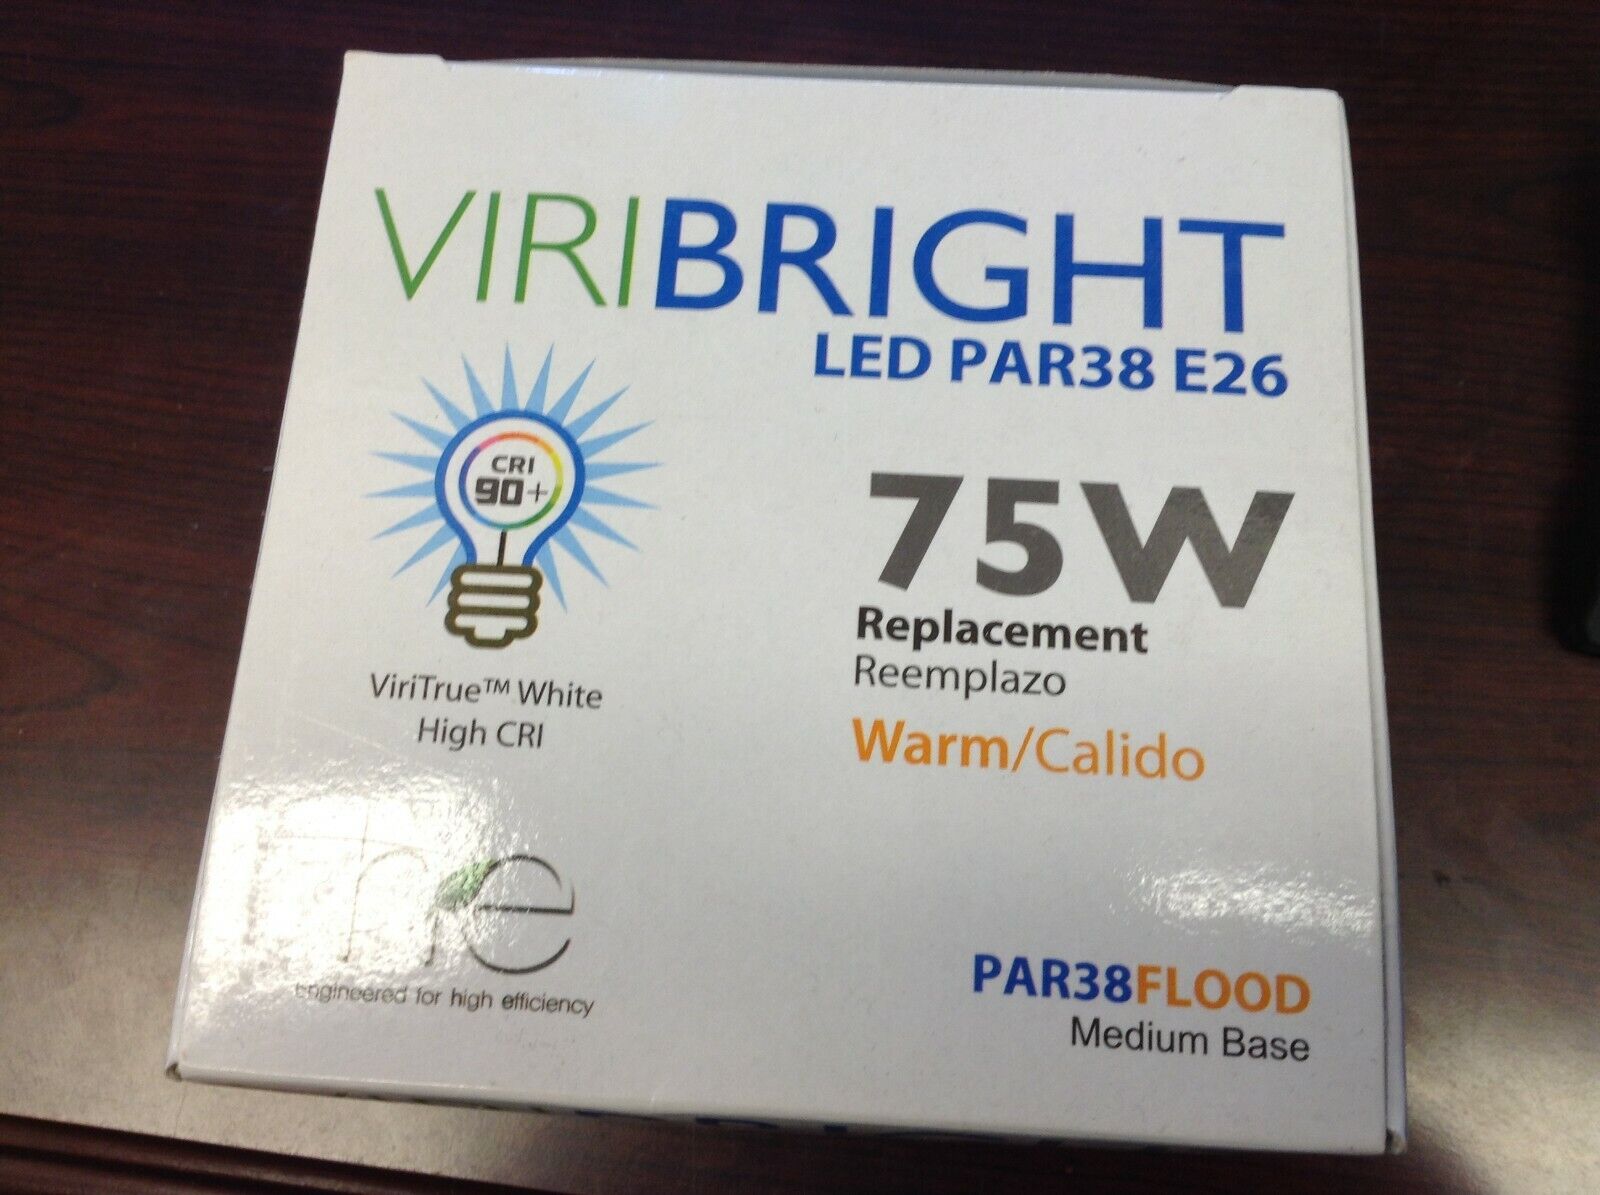 VIRIBRIGHT
LED PAR38 E26
CRI
90+
ViriTrue™ White
High CRI
75W
Replacement
Reemplazo
Warm/Calido
he
Engineered for high efficiency
PAR38FLOOD
Medium Base